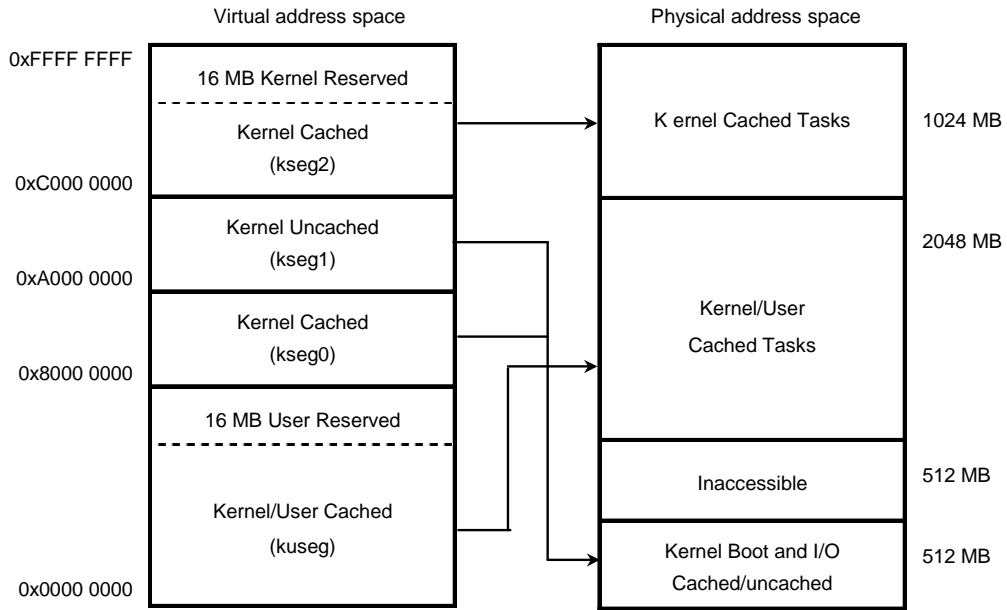 Virtual address space
Physical address space
0xFFFF FFFF
16 MB Kernel Reserved
Kernel Cached
(kseg2)
0xC000 0000
Kernel Uncached
(kseg1)
0xA000 0000
Kernel Cached
(kseg0)
0x8000 0000
16 MB User Reserved
Kernel/User Cached
(kuseg)
0x0000 0000
K ernel Cached Tasks
1024 MB
2048 MB
Kernel/User
Cached Tasks
Inaccessible
512 MB
Kernel Boot and I/O
Cached/uncached
512 MB